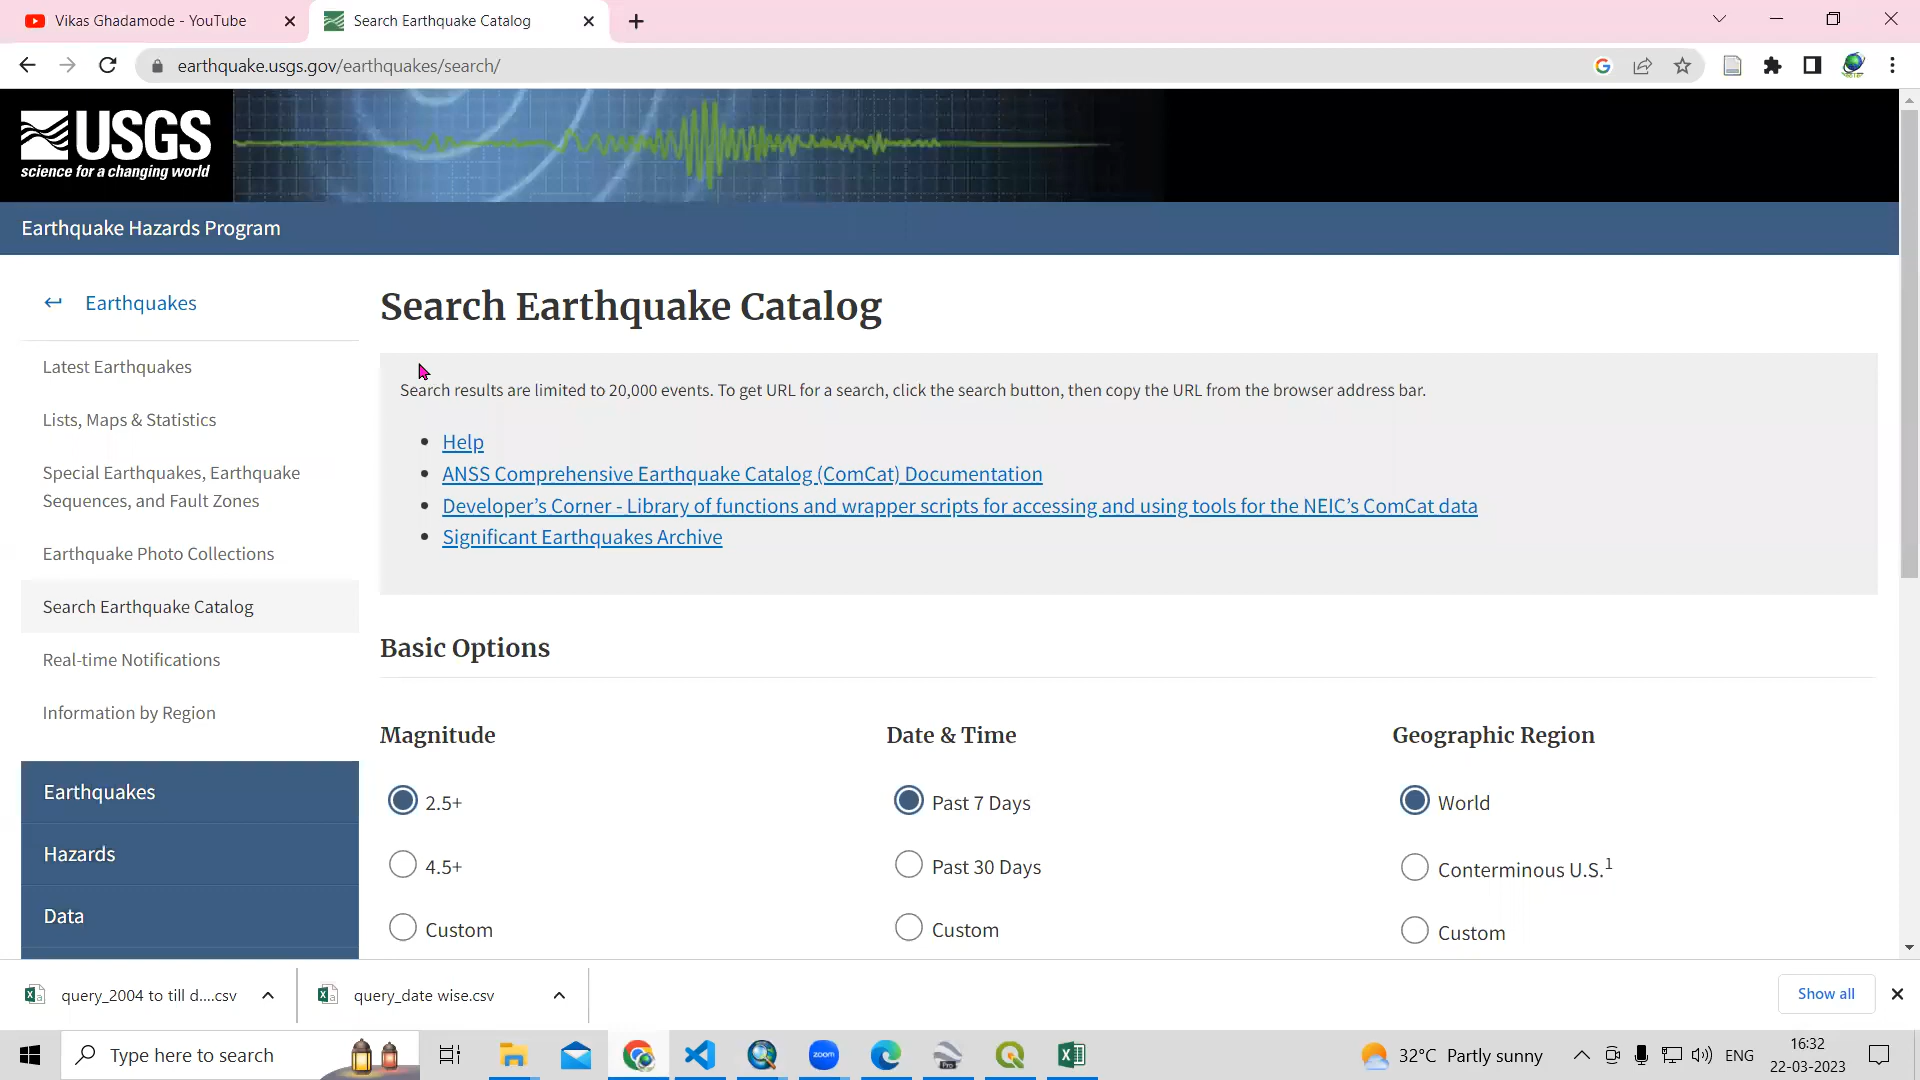 Vikas Ghadamode - YouTube
Search Earthquake Catalog
earthquake.usgs.gov/earthquakes/search/
USGS
science for a changing world
Earthquake Hazards Program
Earthquakes
Latest Earthquakes
Lists, Maps & Statistics
Special Earthquakes, Earthquake
Sequences, and Fault Zones
Earthquake Photo Collections
Search Earthquake Catalog
Real-time Notifications
Information by Region
Earthquakes
Hazards
Data
Search Earthquake Catalog
Search results are limited to 20,000 events. To get URL for a search, click the search button, then copy the URL from the browser address bar.
Help
ANSS Comprehensive Earthquake Catalog (ComCat) Documentation
Developer’s Corner - Library of functions and wrapper scripts for accessing and using tools for the NEIC’s ComCat data
Significant Earthquakes Archive
Basic Options
Magnitude
2.5+
4.5+
Custom
Date & Time
Past 7 Days
Past 30 Days
Custom
Geographic Region
World
Conterminous U.S.1
Custom
query_2004 to till d....csv
query_date wise.csv
Show all
Type here to search
zoom
32°C Partly sunny
ENG
16:32
22-03-2023